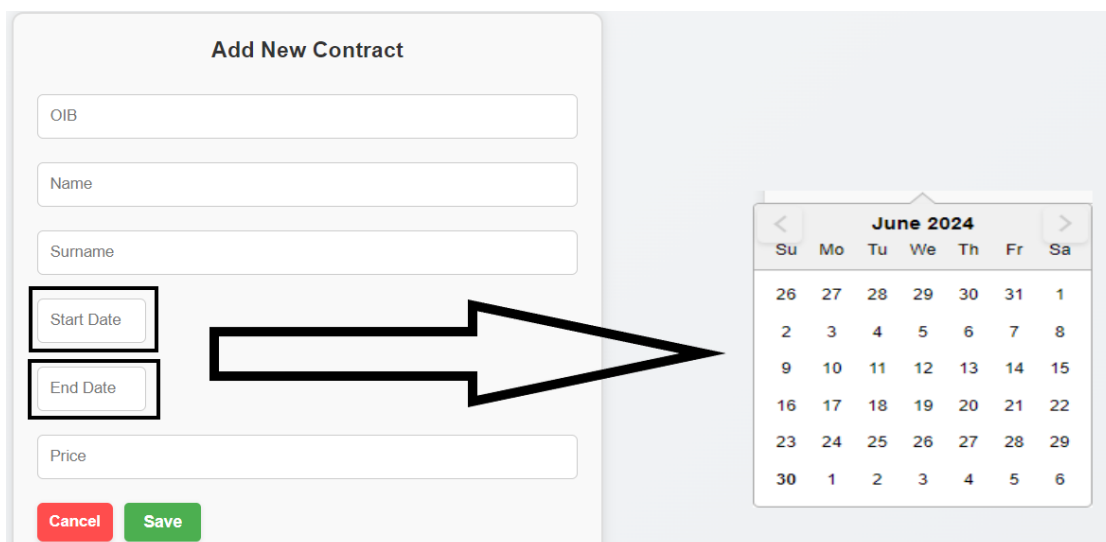 Add New Contract
OIB
Name
Surname
Start Date
End Date
Price
Cancel Save
< June 2024 >
Su Mo Tu We Th Fr Sa
26 27 28 29 30 31 1
2 3 4 5 6 7 8
9 10 11 12 13 14 15
16 17 18 19 20 21 22
23 24 25 26 27 28 29
30 1 2 3 4 5 6